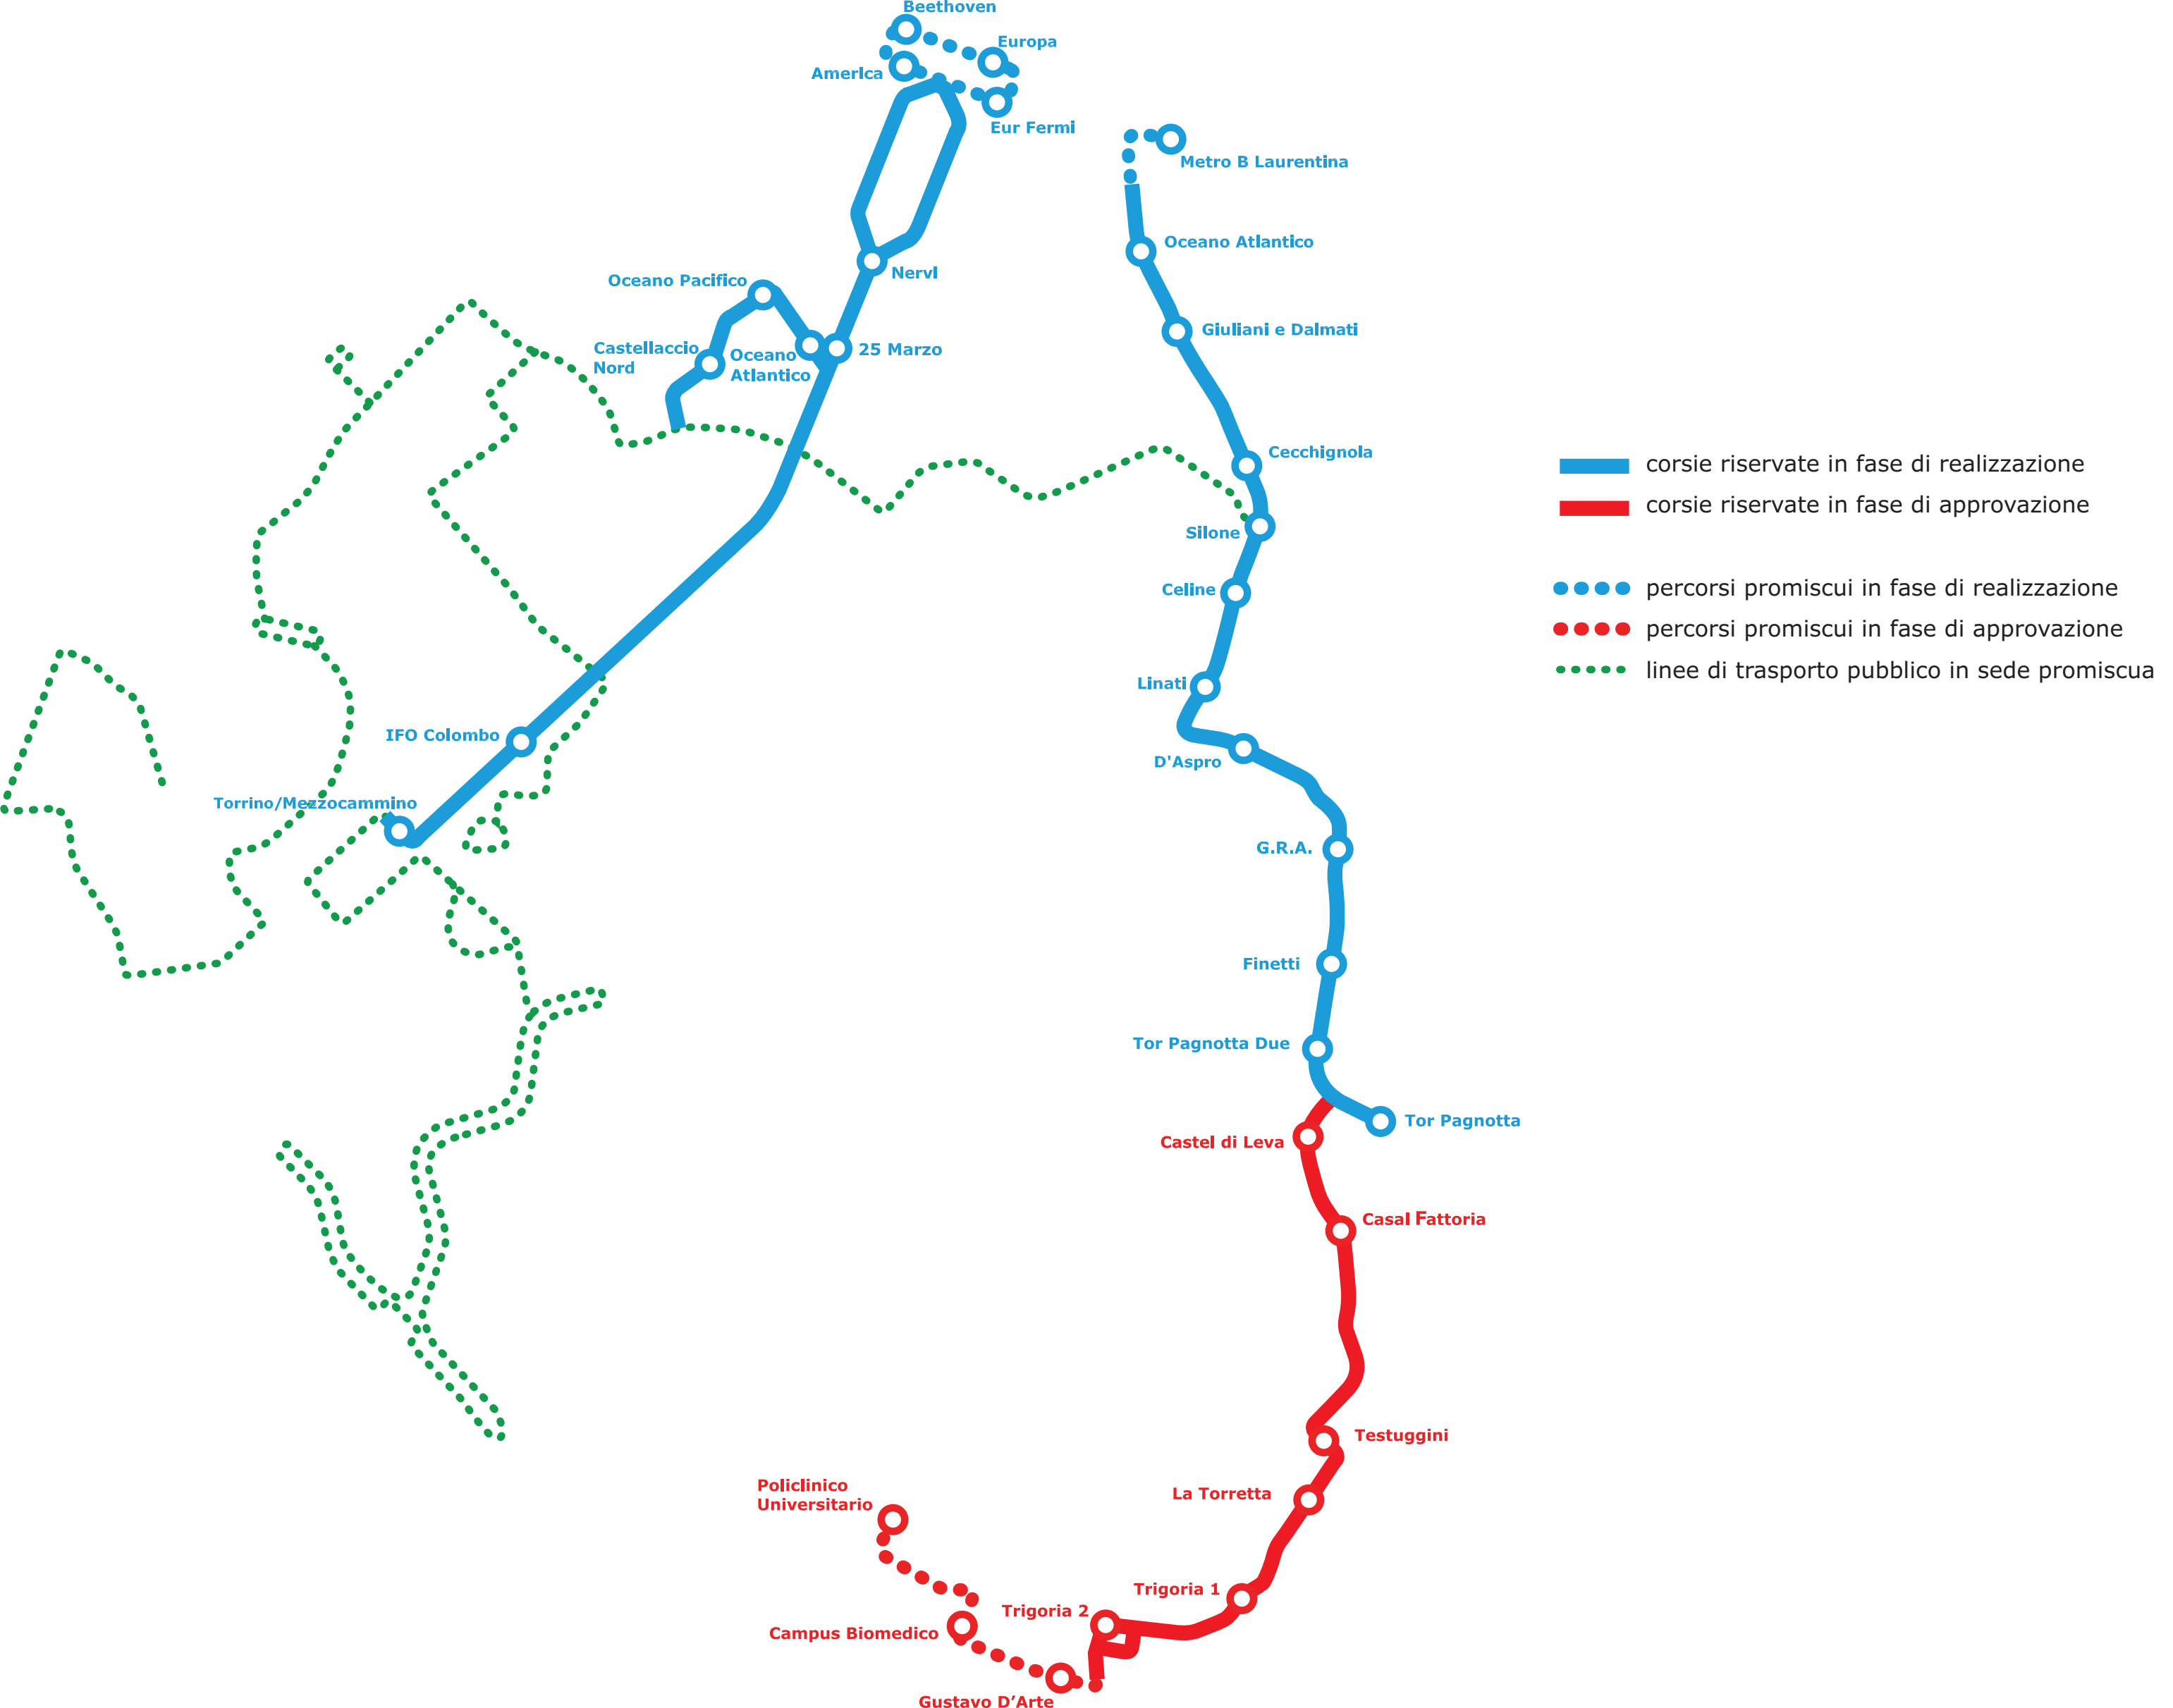 Beethoven
Europa
AmerIca
Eur Fermi
Metro B Laurentina
Oceano Atlantico
NervI
Oceano Pacifico
Giuliani e Dalmati
Castellaccio
Nord
Oceano
Atlantico
25 Marzo
Cecchignola
corsie riservate in fase di realizzazione
corsie riservate in fase di approvazione
Silone
Celine
percorsi promiscui in fase di realizzazione
percorsi promiscui in fase di approvazione
linee di trasporto pubblico in sede promiscua
Linati
IFO Colombo
D'Aspro
Torrino/Mezzocammino
G.R.A.
Finetti
Tor Pagnotta Due
Tor Pagnotta
Castel di Leva
Casal Fattoria
Testuggini
Policlinico
Universitario
La Torretta
Trigoria 1
Trigoria 2
Campus Biomedico
Gustavo D’Arte